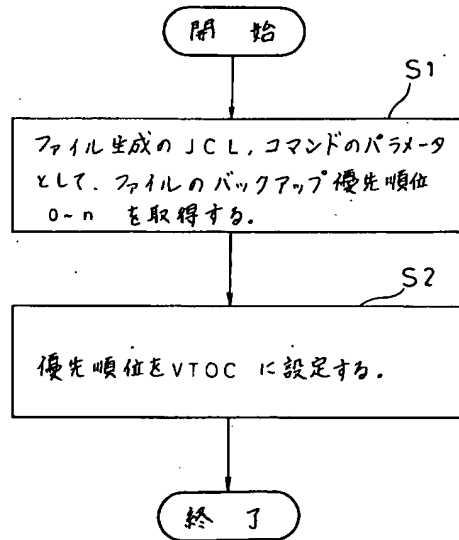 開 始
S1
ファイル生成のJCL,コマンドのパラメータ
として、ファイルのバックアップ優先順位
0~n を取得する。
S2
優先順位をVTOC に設定する。
終 了